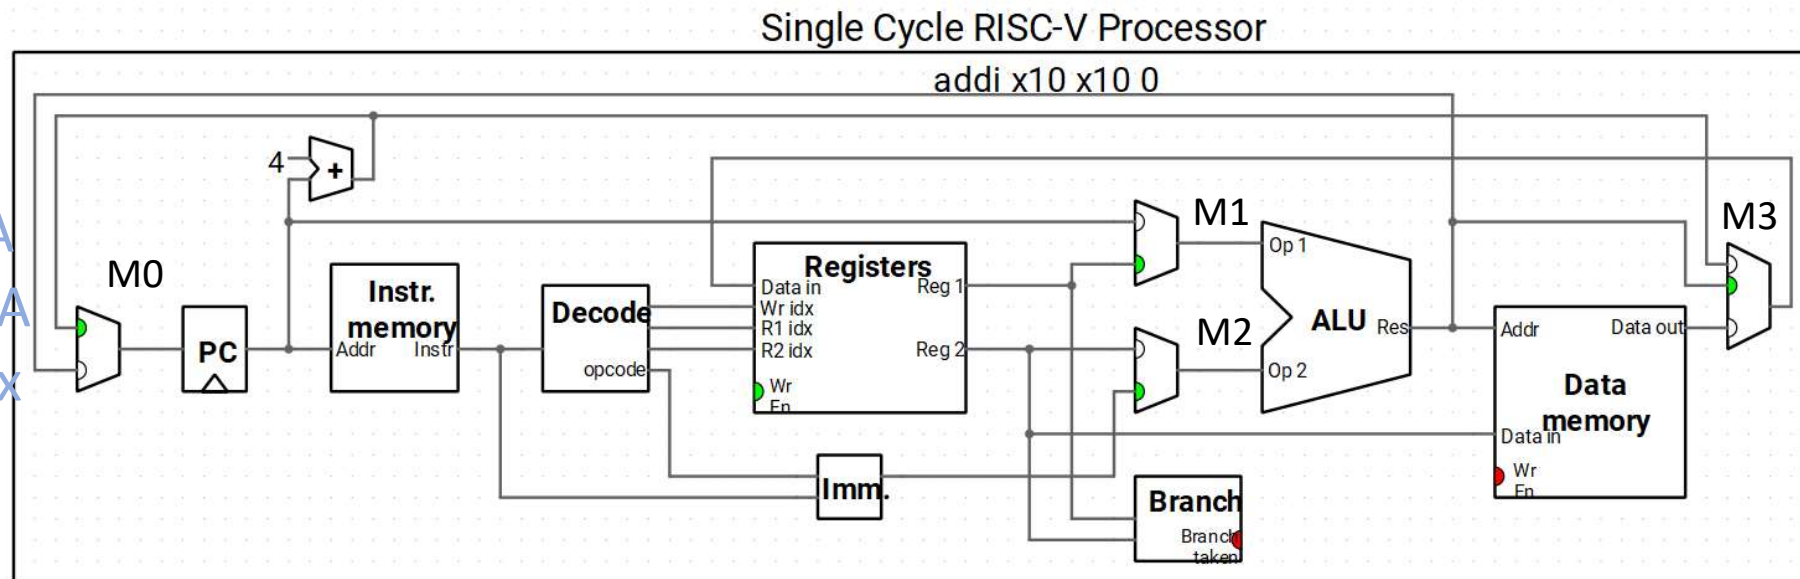 Single Cycle RISC-V Processor
addi x10 x10 0
4
+
M0
M1
M2
M3
A
A
x
PC
Instr.
memory
Addr
Instr
Decode
opcode
Registers
Data in
Wr idx
R1 idx
R2 idx
Wr
En
Reg 1
Reg 2
Imm.
Op 1
Op 2
ALU
Res
Branch
Branch
taken
Addr
Data out
Data
memory
Data in
Wr
En